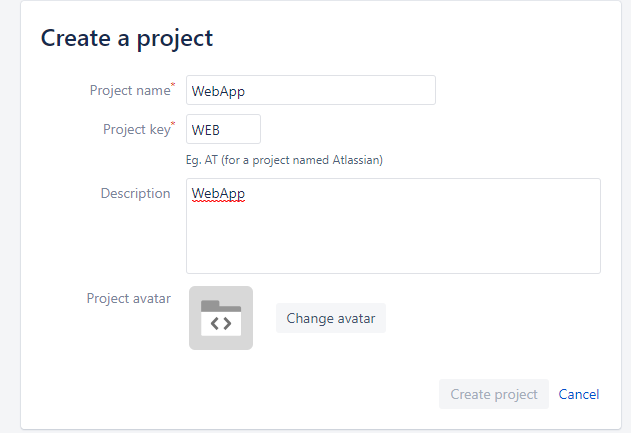 Create a project
Project name*
WebApp
Project key*
WEB
Eg. AT (for a project named Atlassian)
Description
WebApp
Project avatar
Change avatar
Create project
Cancel